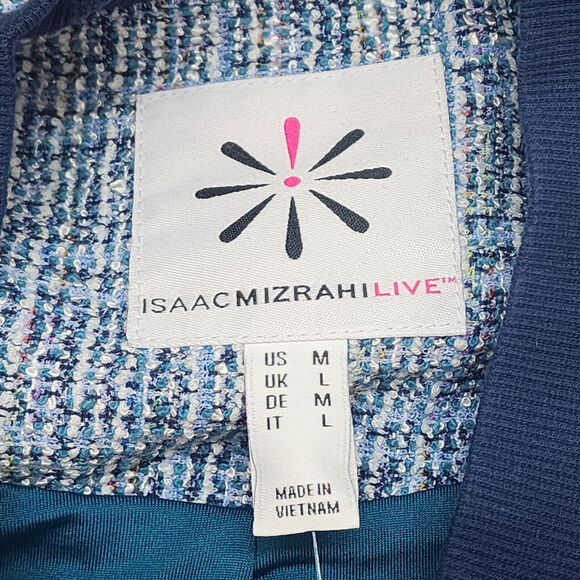 ISAACMIZRAHILIVE™
US M
UK L
DE M
IT L
MADE IN
VIETNAM